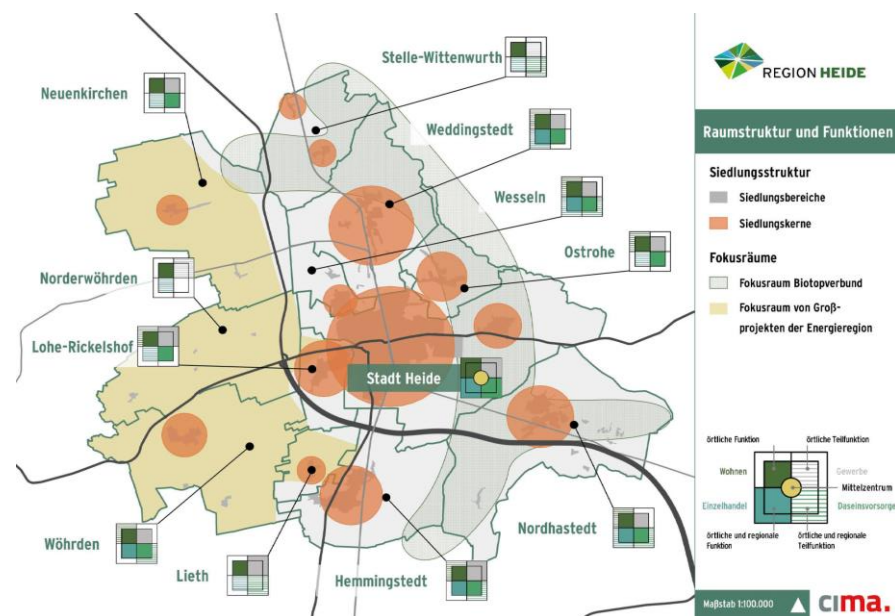 Stelle-Wittenwurth
Neuenkirchen
Weddingstedt
Wesseln
Ostrohe
Norderwöhrden
Lohe-Rickelshof
Stadt Heide
Wöhrden
Lieth
Hemmingstedt
Nordhastedt
REGION HEIDE
Raumstruktur und Funktionen
Siedlungsstruktur
Siedlungsbereiche
Siedlungskerne
Fokusräume
Fokusraum Biotopverbund
Fokusraum von Groß-
projekten der Energieregion
örtliche Funktion
örtliche Teilfunktion
Wohnen
Gewerbe
Mittelzentrum
Einzelhandel
Daseinsvorsorge
örtliche und regionale
Funktion
örtliche und regionale
Teilfunktion
Maßstab 1:100.000
cima.